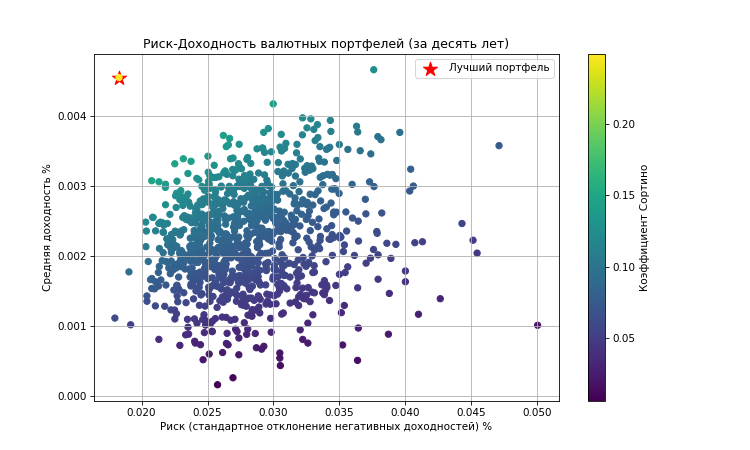 Риск-Доходность валютных портфелей (за десять лет)
Лучший портфель
Средняя доходность %
0.004
0.003
0.002
0.001
0.000
0.020 0.025 0.030 0.035 0.040 0.045 0.050
Риск (стандартное отклонение негативных доходностей) %
0.20
0.15
0.10
0.05
Коэффициент Сортино